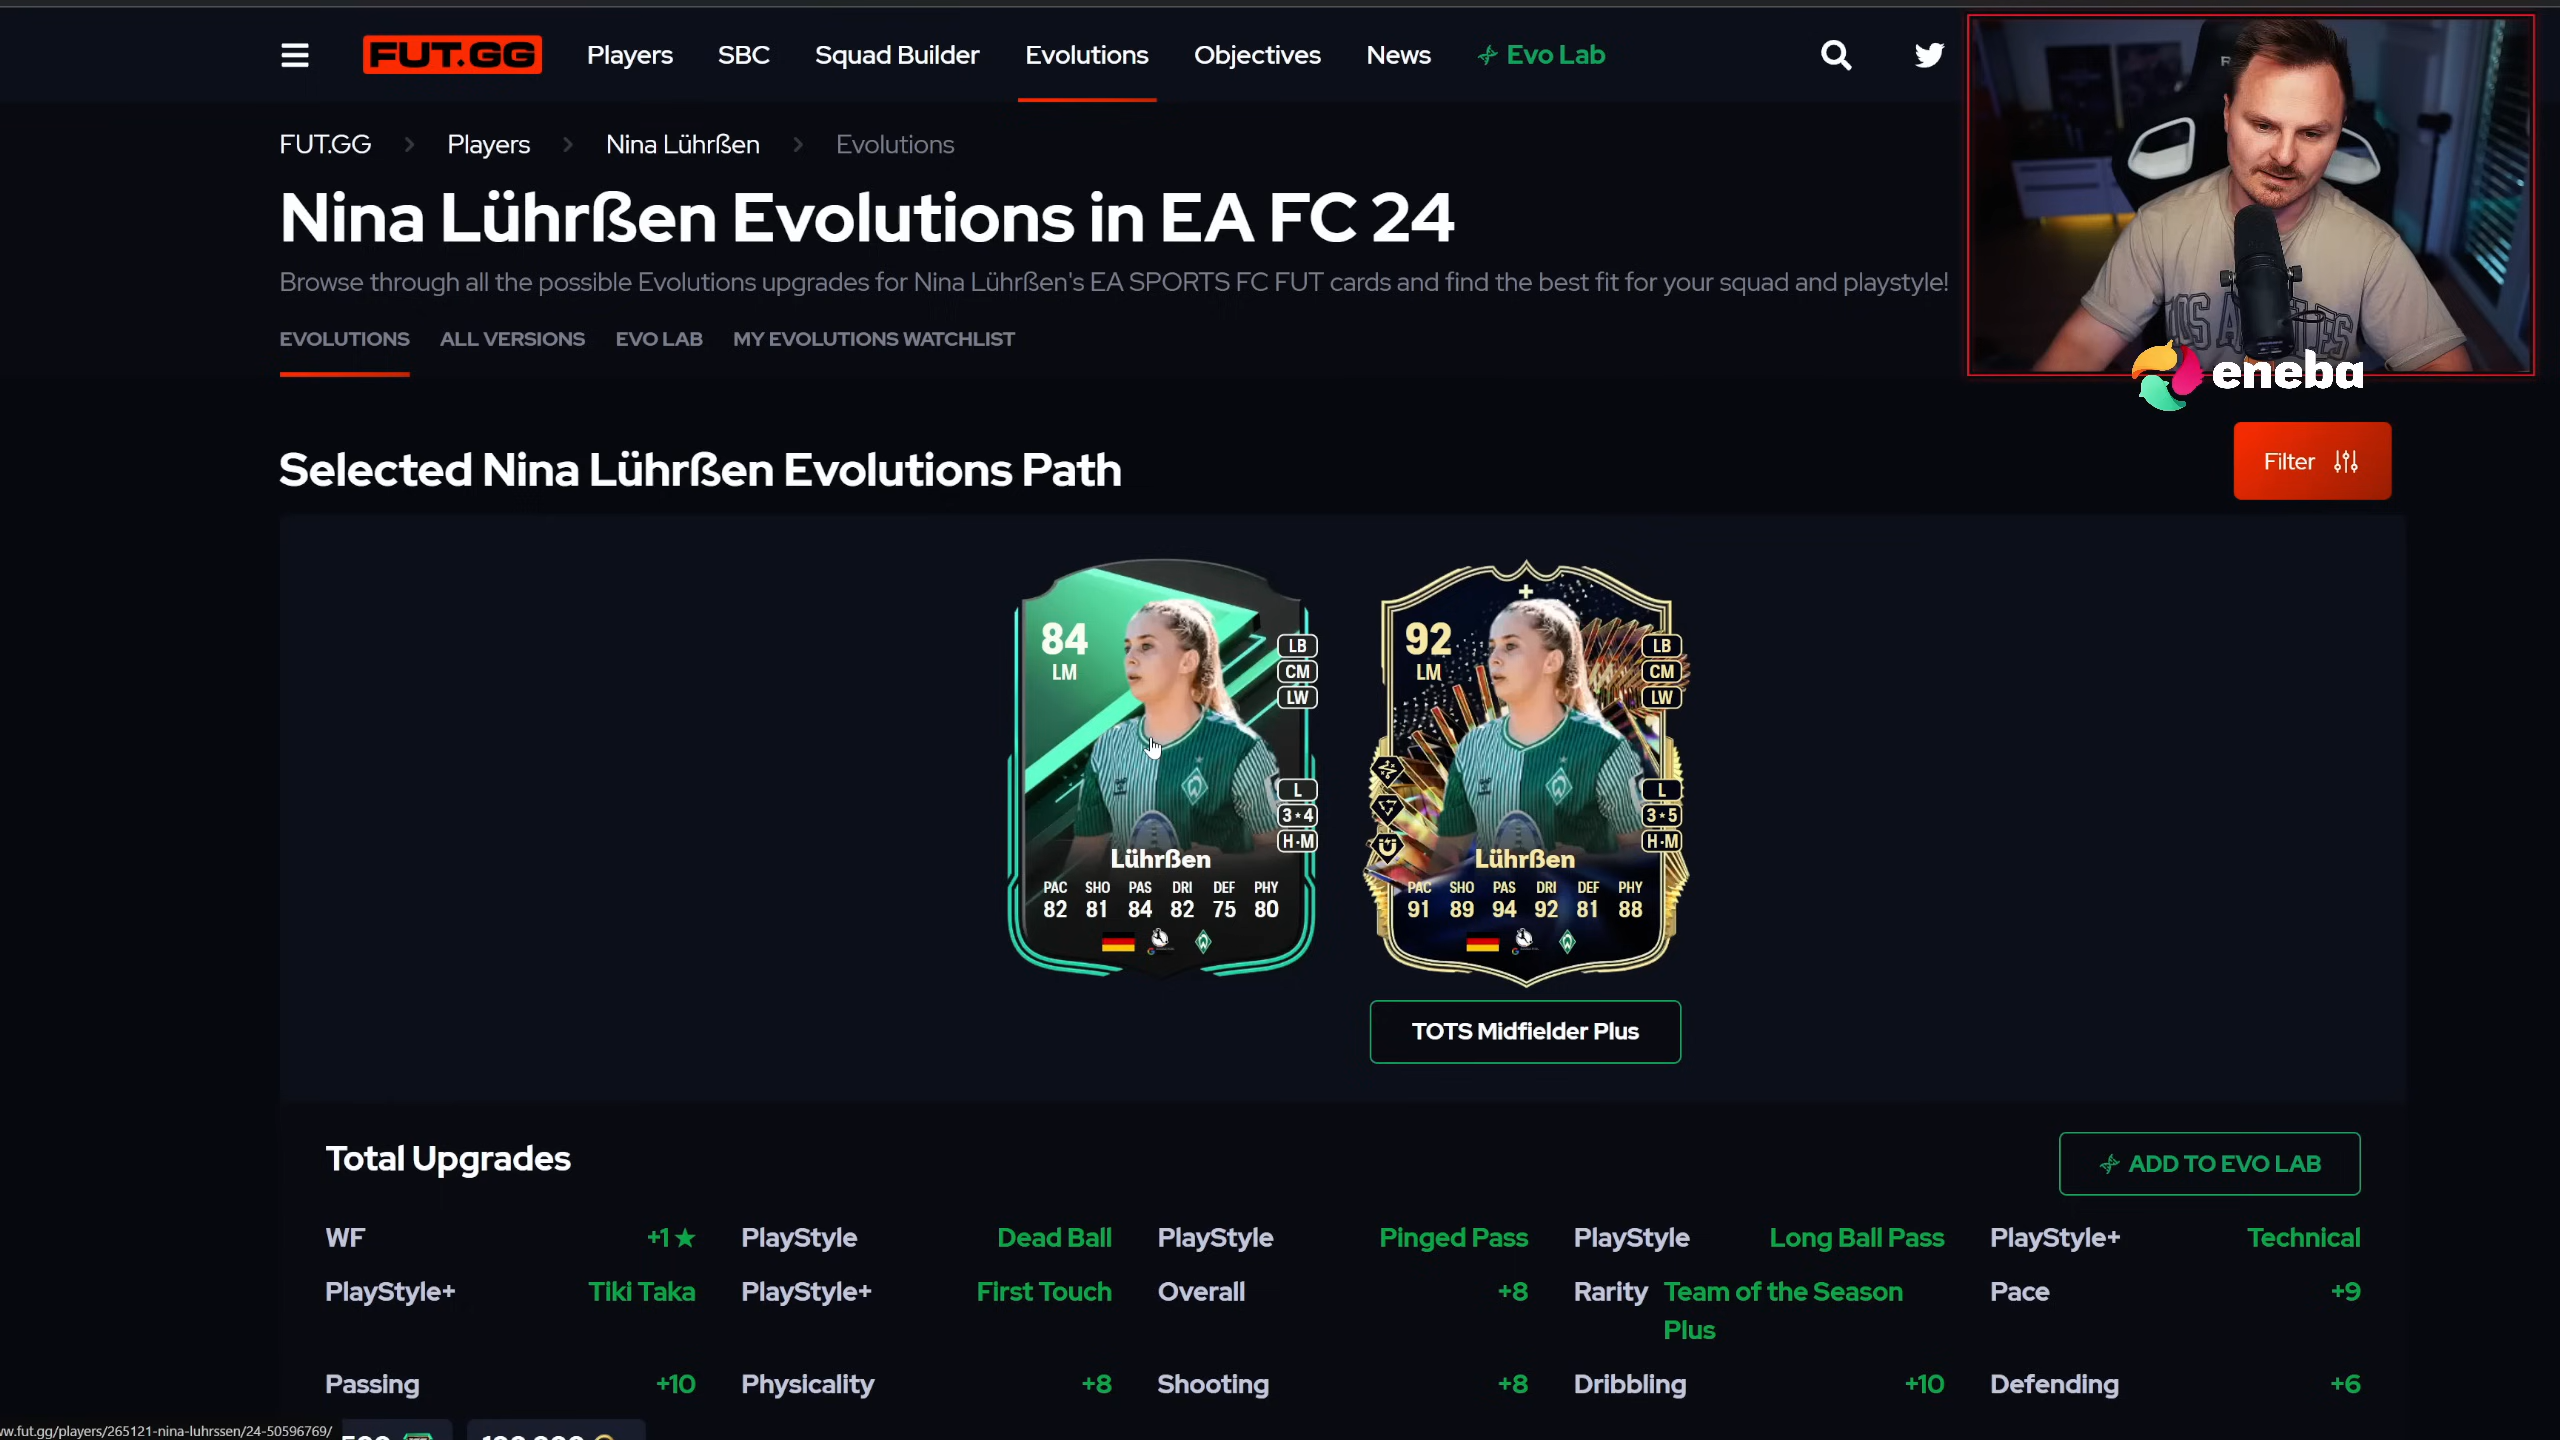 FUT.GG
Players
SBC
Squad Builder
Evolutions
Objectives
News
Evo Lab
FUT.GG
Players
Nina Lührßen
Evolutions
Nina Lührßen Evolutions in EA FC 24
Browse through all the possible Evolutions upgrades for Nina Lührßen's EA SPORTS FC FUT cards and find the best fit for your squad and playstyle!
EVOLUTIONS
ALL VERSIONS
EVO LAB
MY EVOLUTIONS WATCHLIST
eneba
Selected Nina Lührßen Evolutions Path
Filter
84
LM
LB
CM
LW
L
3★4
H·M
Lührßen
PAC SHO PAS DRI DEF PHY
82 81 84 82 75 80
92
LM
LB
CM
LW
L
3★5
H·M
Lührßen
PAC SHO PAS DRI DEF PHY
91 89 94 92 81 88
TOTS Midfielder Plus
Total Upgrades
ADD TO EVO LAB
WF +1★
PlayStyle Dead Ball
PlayStyle Pinged Pass
PlayStyle Long Ball Pass
PlayStyle+ Technical
PlayStyle+ Tiki Taka
PlayStyle+ First Touch
Overall +8
Rarity Team of the Season
Plus
Pace +9
Passing +10
Physicality +8
Shooting +8
Dribbling +10
Defending +6
ww.fut.gg/players/265121-nina-luhrssen/24-50596769/